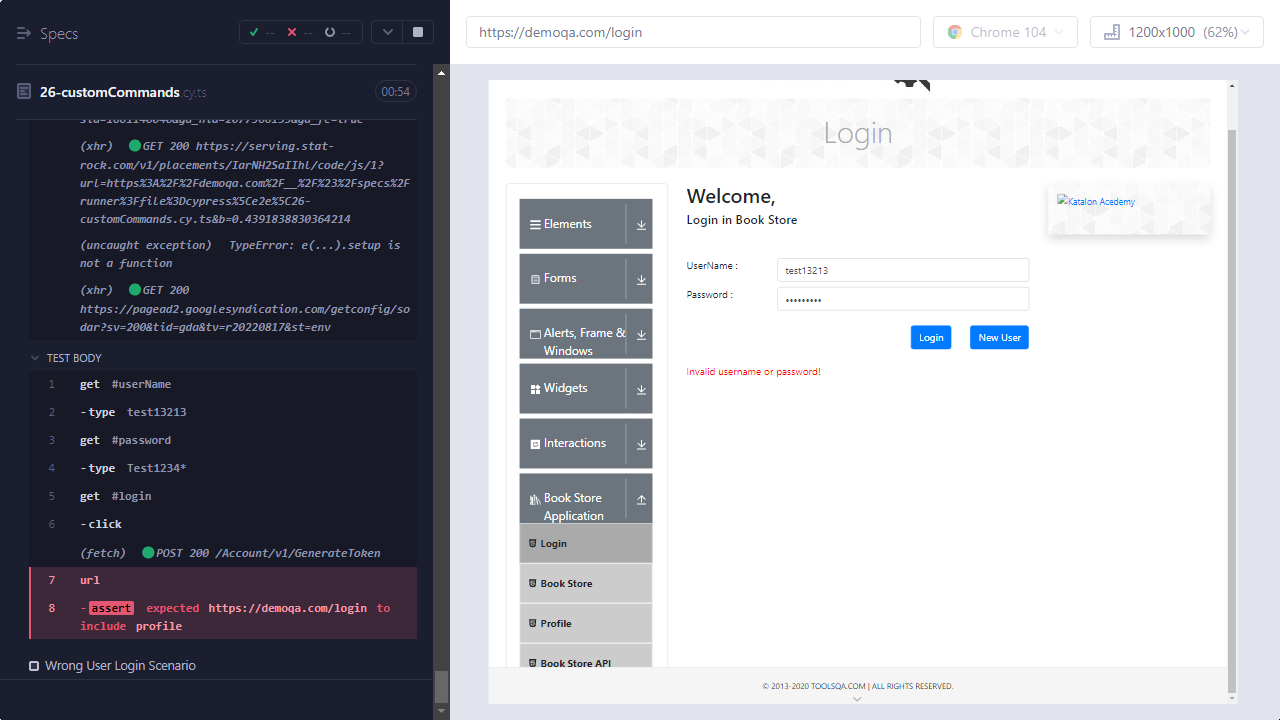 Specs
--
--
--
26-customCommands cy.ts
00:54
(xhr) GET 200 https://serving.stat-
rock.com/v1/placements/IarNH2SaIIhl/code/js/1?
url=https%3A%2F%2Fdemoqa.com%2F__%2F%23%2Fspecs%2F
runner%3Ffile%3Dcypress%5Ce2e%5C26-
customCommands.cy.ts&b=0.4391838830364214
(uncaught exception) TypeError: e(...).setup is
not a function
(xhr) GET 200
https://pagead2.googlesyndication.com/getconfig/so
dar?sv=200&tid=gda&tv=r20220817&st=env
TEST BODY
1 get #userName
2 -type test13213
3 get #password
4 -type Test1234*
5 get #login
6 -click
(fetch) POST 200 /Account/v1/GenerateToken
7 url
8 -assert expected https://demoqa.com/login to
include profile
Wrong User Login Scenario
https://demoqa.com/login
Chrome 104
1200x1000 (62%)
Login
Elements
Forms
Alerts, Frame &
Windows
Widgets
Interactions
Book Store
Application
Login
Book Store
Profile
Book Store API
Welcome,
Login in Book Store
UserName :
test13213
Password :
•••••••••
Login
New User
Invalid username or password!
Katalon Acedemy
© 2013-2020 TOOLSQA.COM | ALL RIGHTS RESERVED.